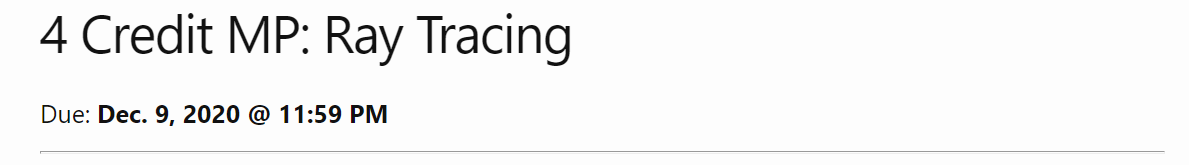 4 Credit MP: Ray Tracing
Due: Dec. 9, 2020 @ 11:59 PM